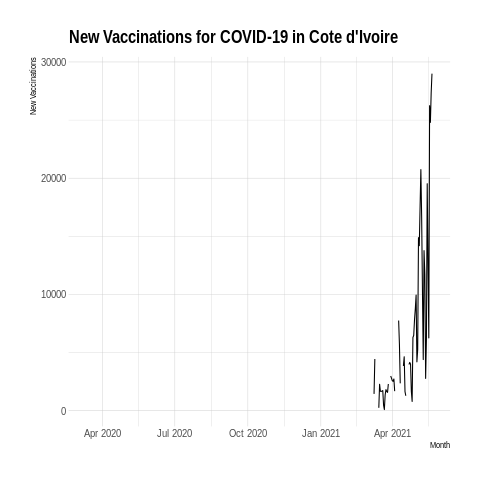 New Vaccinations for COVID-19 in Cote d'Ivoire
New Vaccinations
30000
20000
10000
0
Apr 2020 Jul 2020 Oct 2020 Jan 2021 Apr 2021
Month